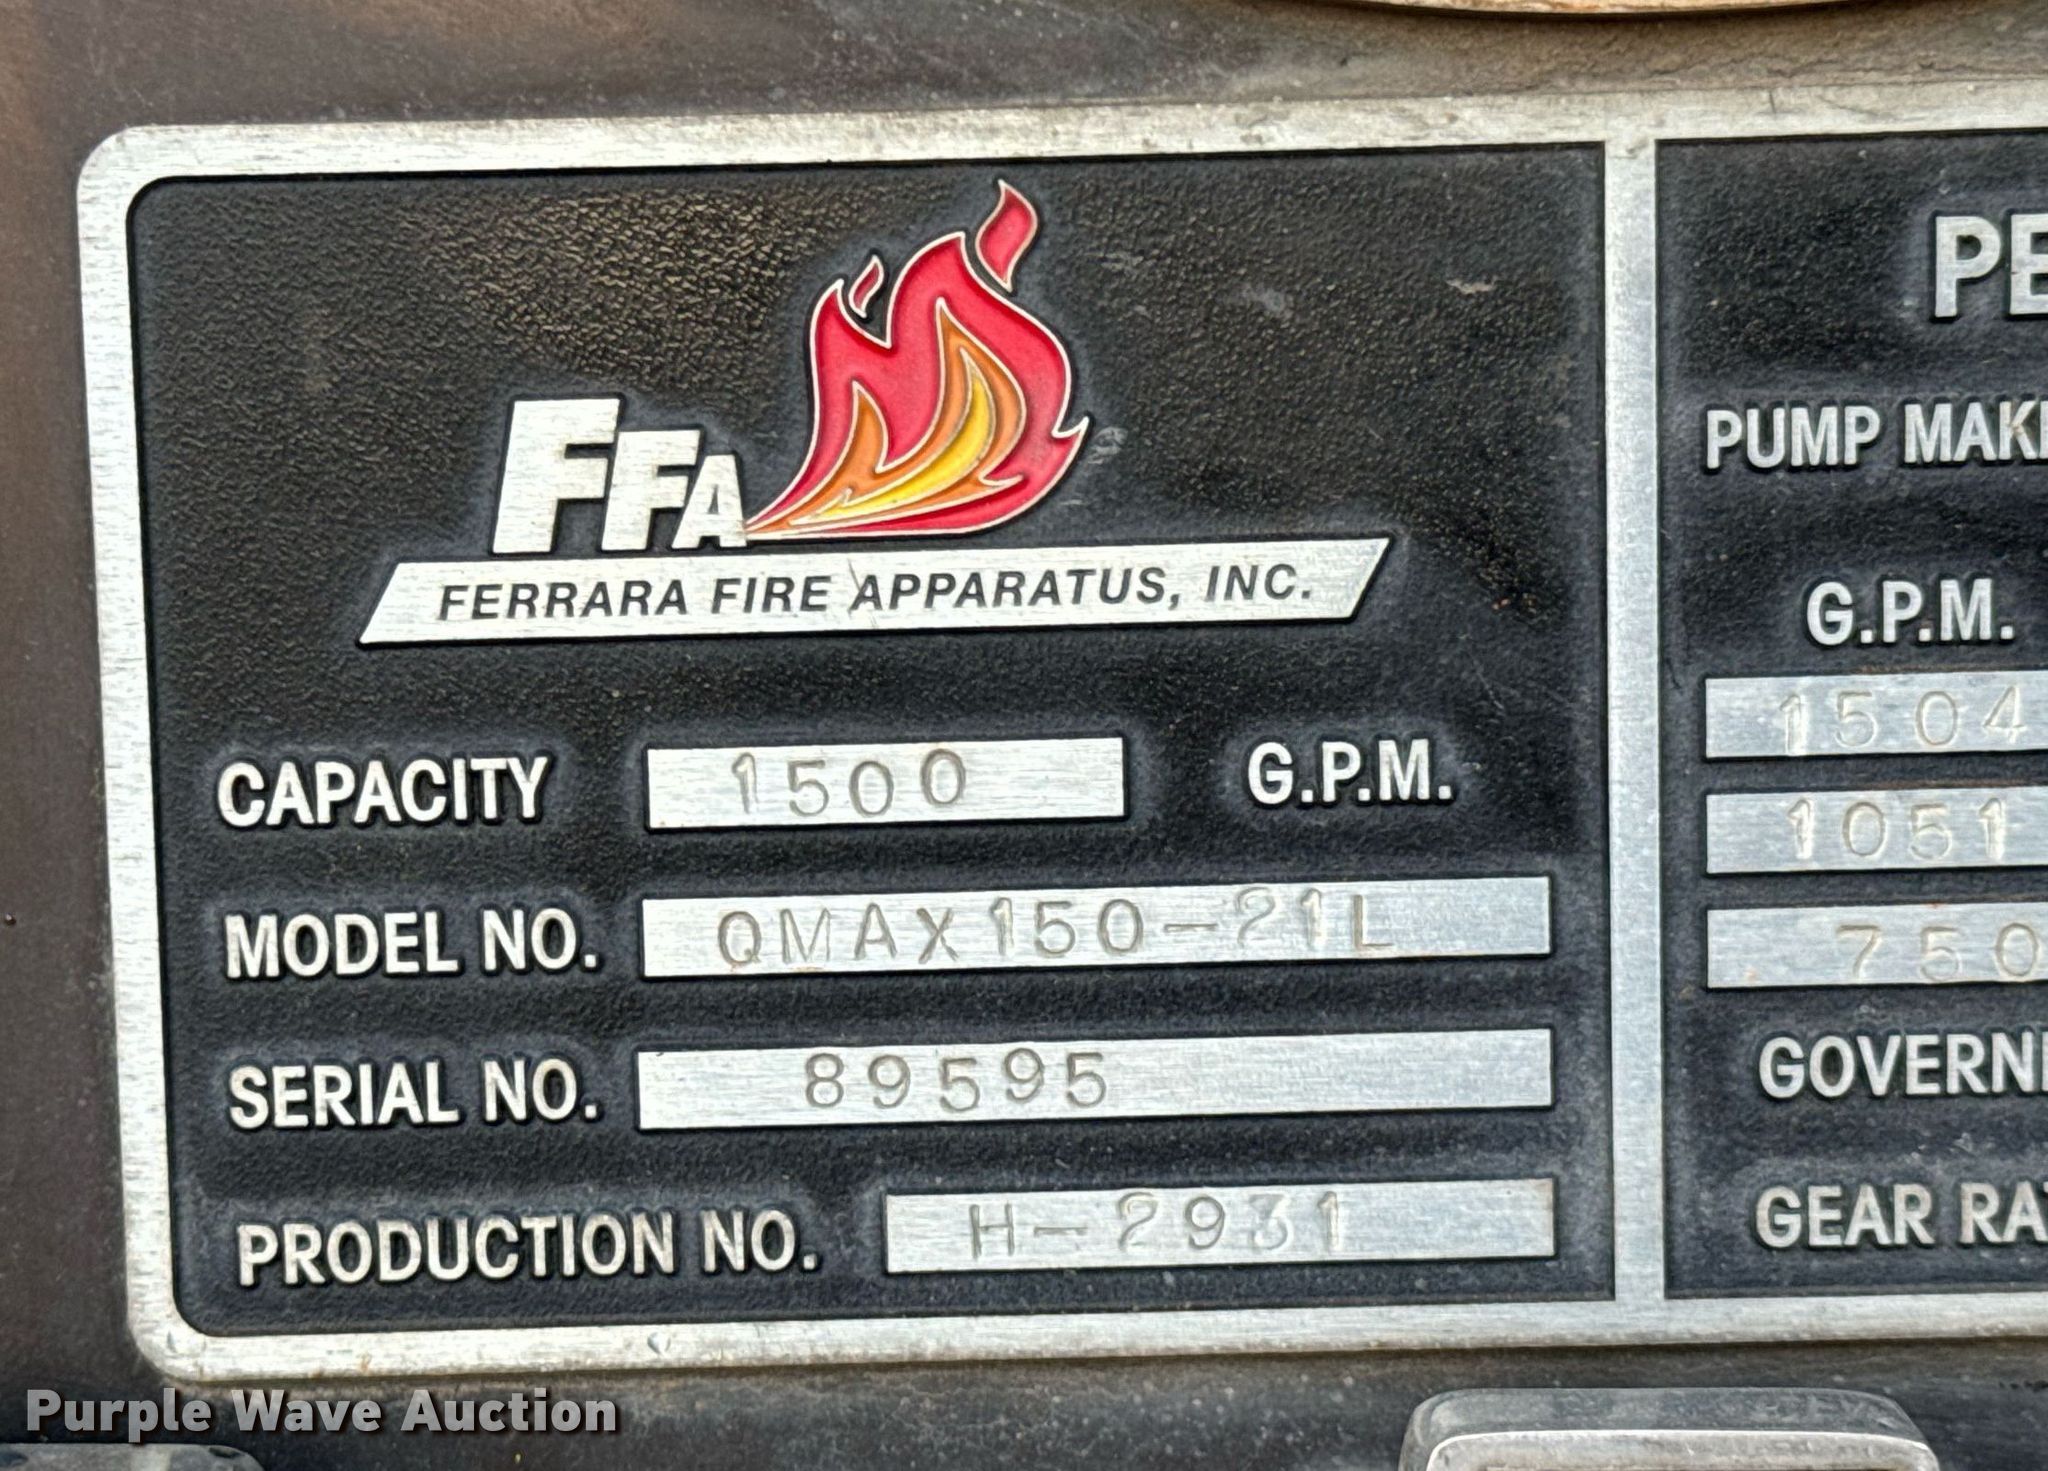 FFA
FERRARA FIRE APPARATUS, INC.
CAPACITY 1500 G.P.M.
MODEL NO. QMAX150-21L
SERIAL NO. 89595
PRODUCTION NO. H-2931
PE
PUMP MAK
G.P.M.
1504
1051
750
GOVERN
GEAR RA
Purple Wave Auction